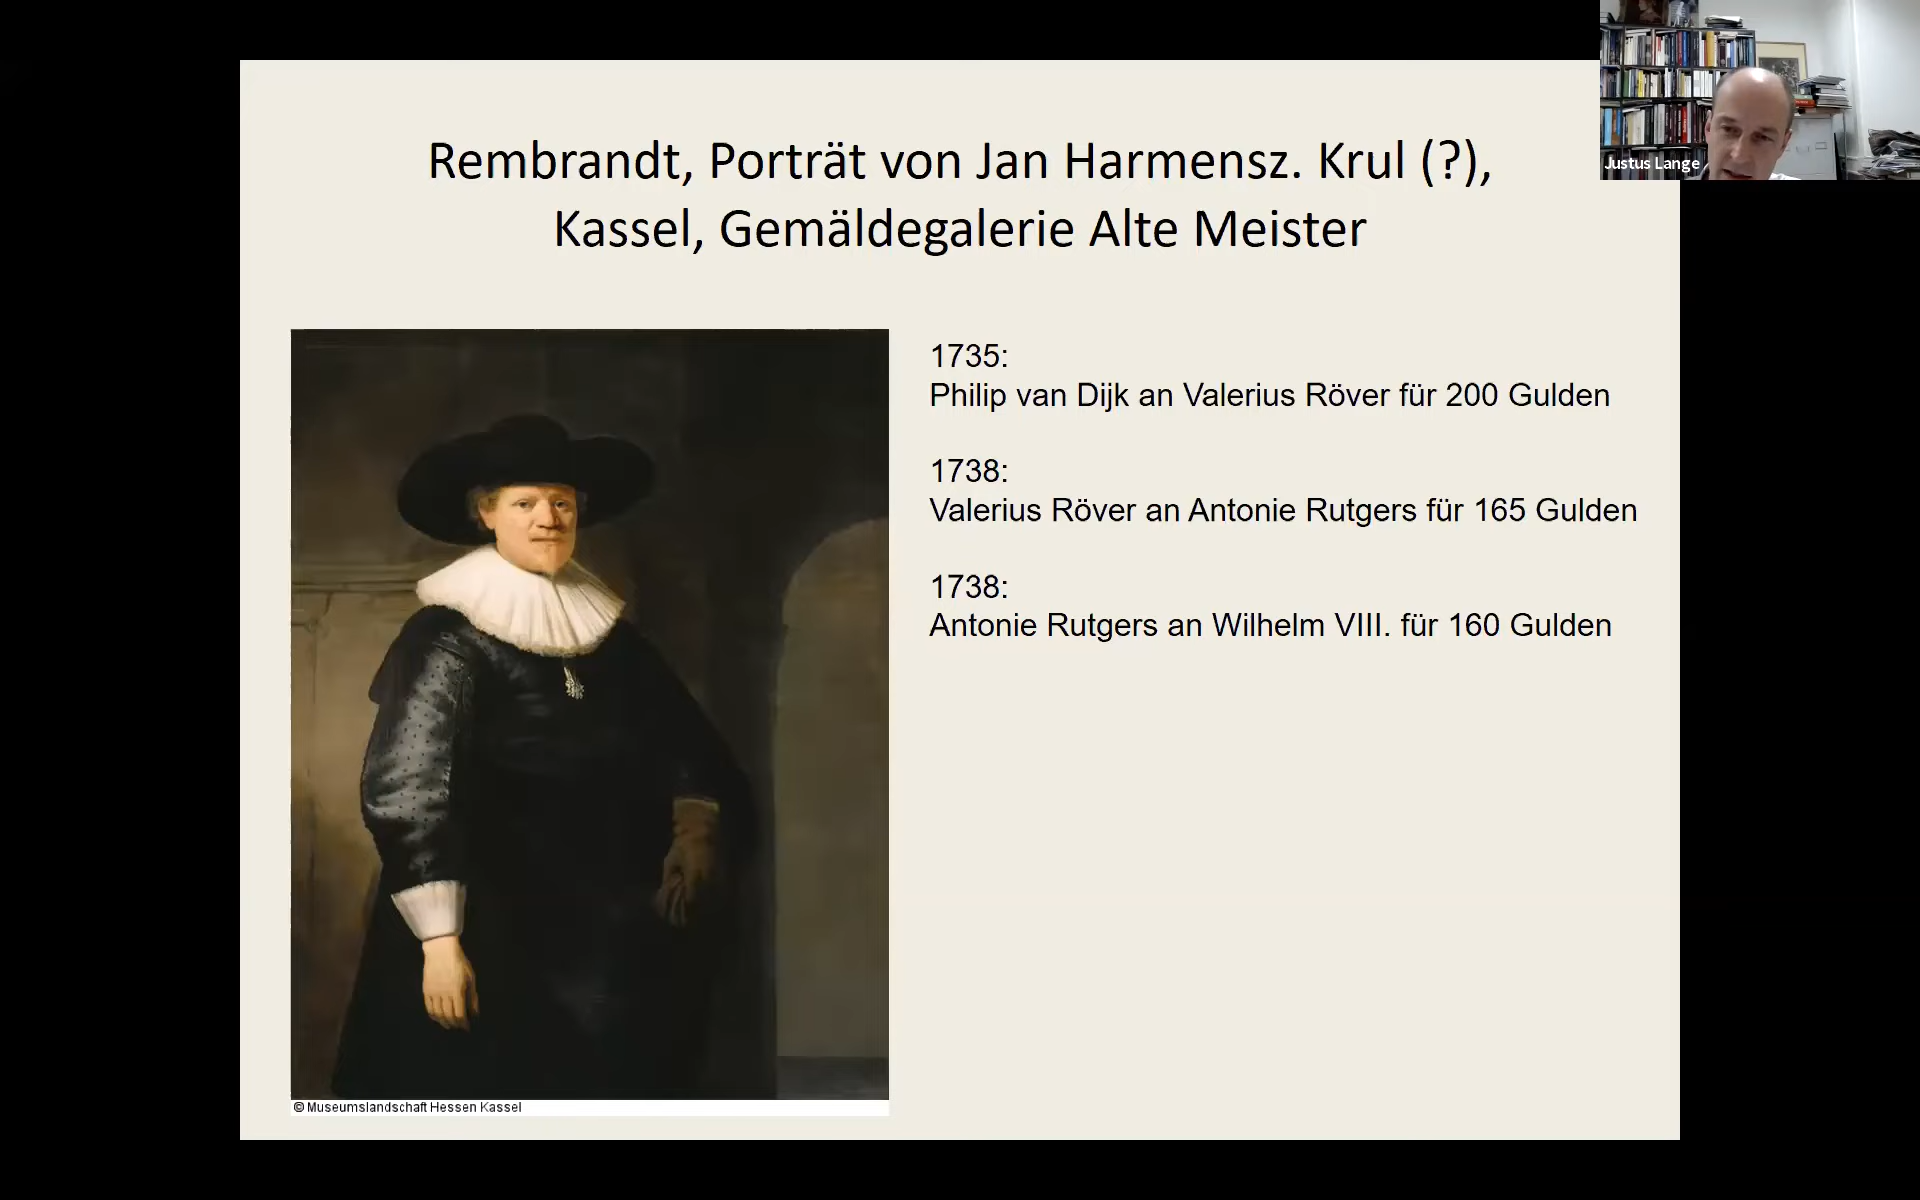 Rembrandt, Porträt von Jan Harmensz. Krul (?),
Kassel, Gemäldegalerie Alte Meister
1735:
Philip van Dijk an Valerius Röver für 200 Gulden
1738:
Valerius Röver an Antonie Rutgers für 165 Gulden
1738:
Antonie Rutgers an Wilhelm VIII. für 160 Gulden
© Museumslandschaft Hessen Kassel
Justus Lange